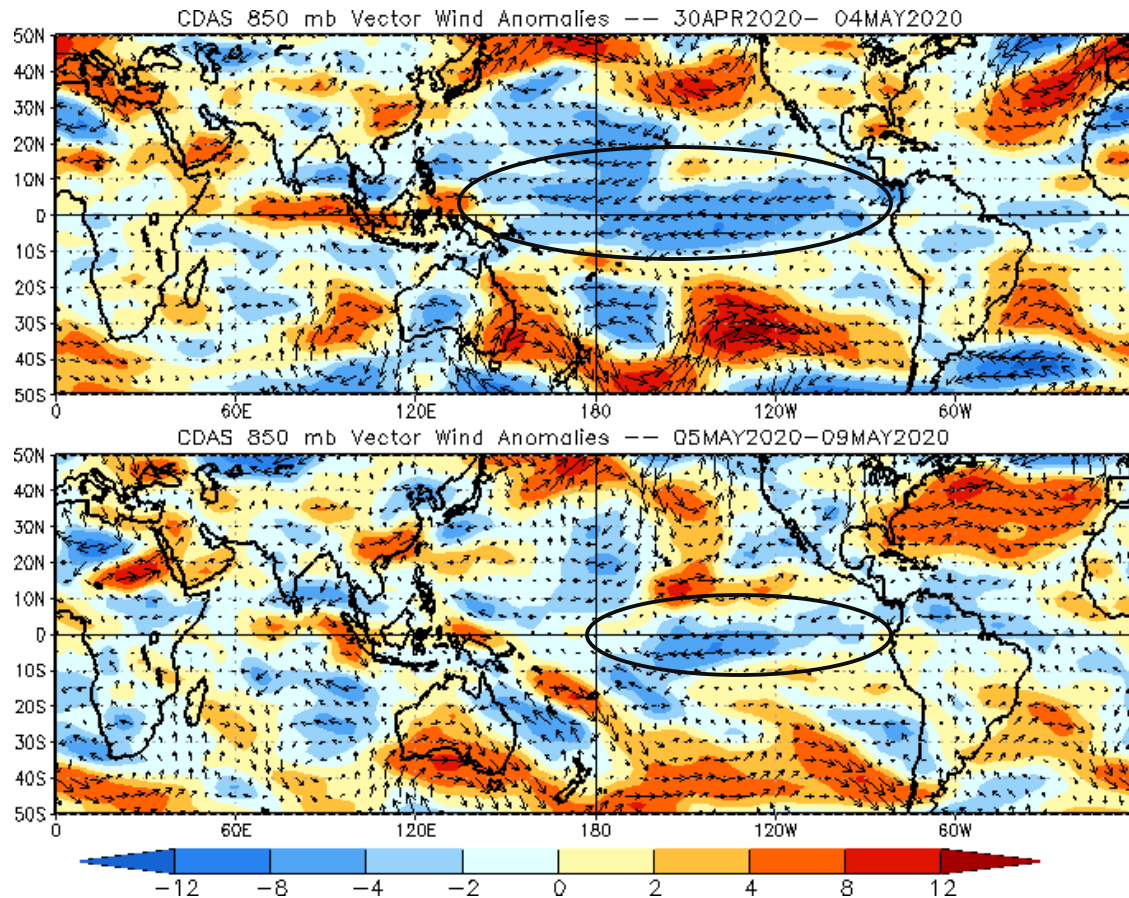 CDAS 850 mb Vector Wind Anomalies -- 30APR2020- 04MAY2020
50N
40N
30N
20N
10N
0
10S
20S
30S
40S
50S
0 60E 120E 180 120W 60W
CDAS 850 mb Vector Wind Anomalies -- 05MAY2020-09MAY2020
50N
40N
30N
20N
10N
0
10S
20S
30S
40S
50S
0 60E 120E 180 120W 60W
-12 -8 -4 -2 0 2 4 8 12